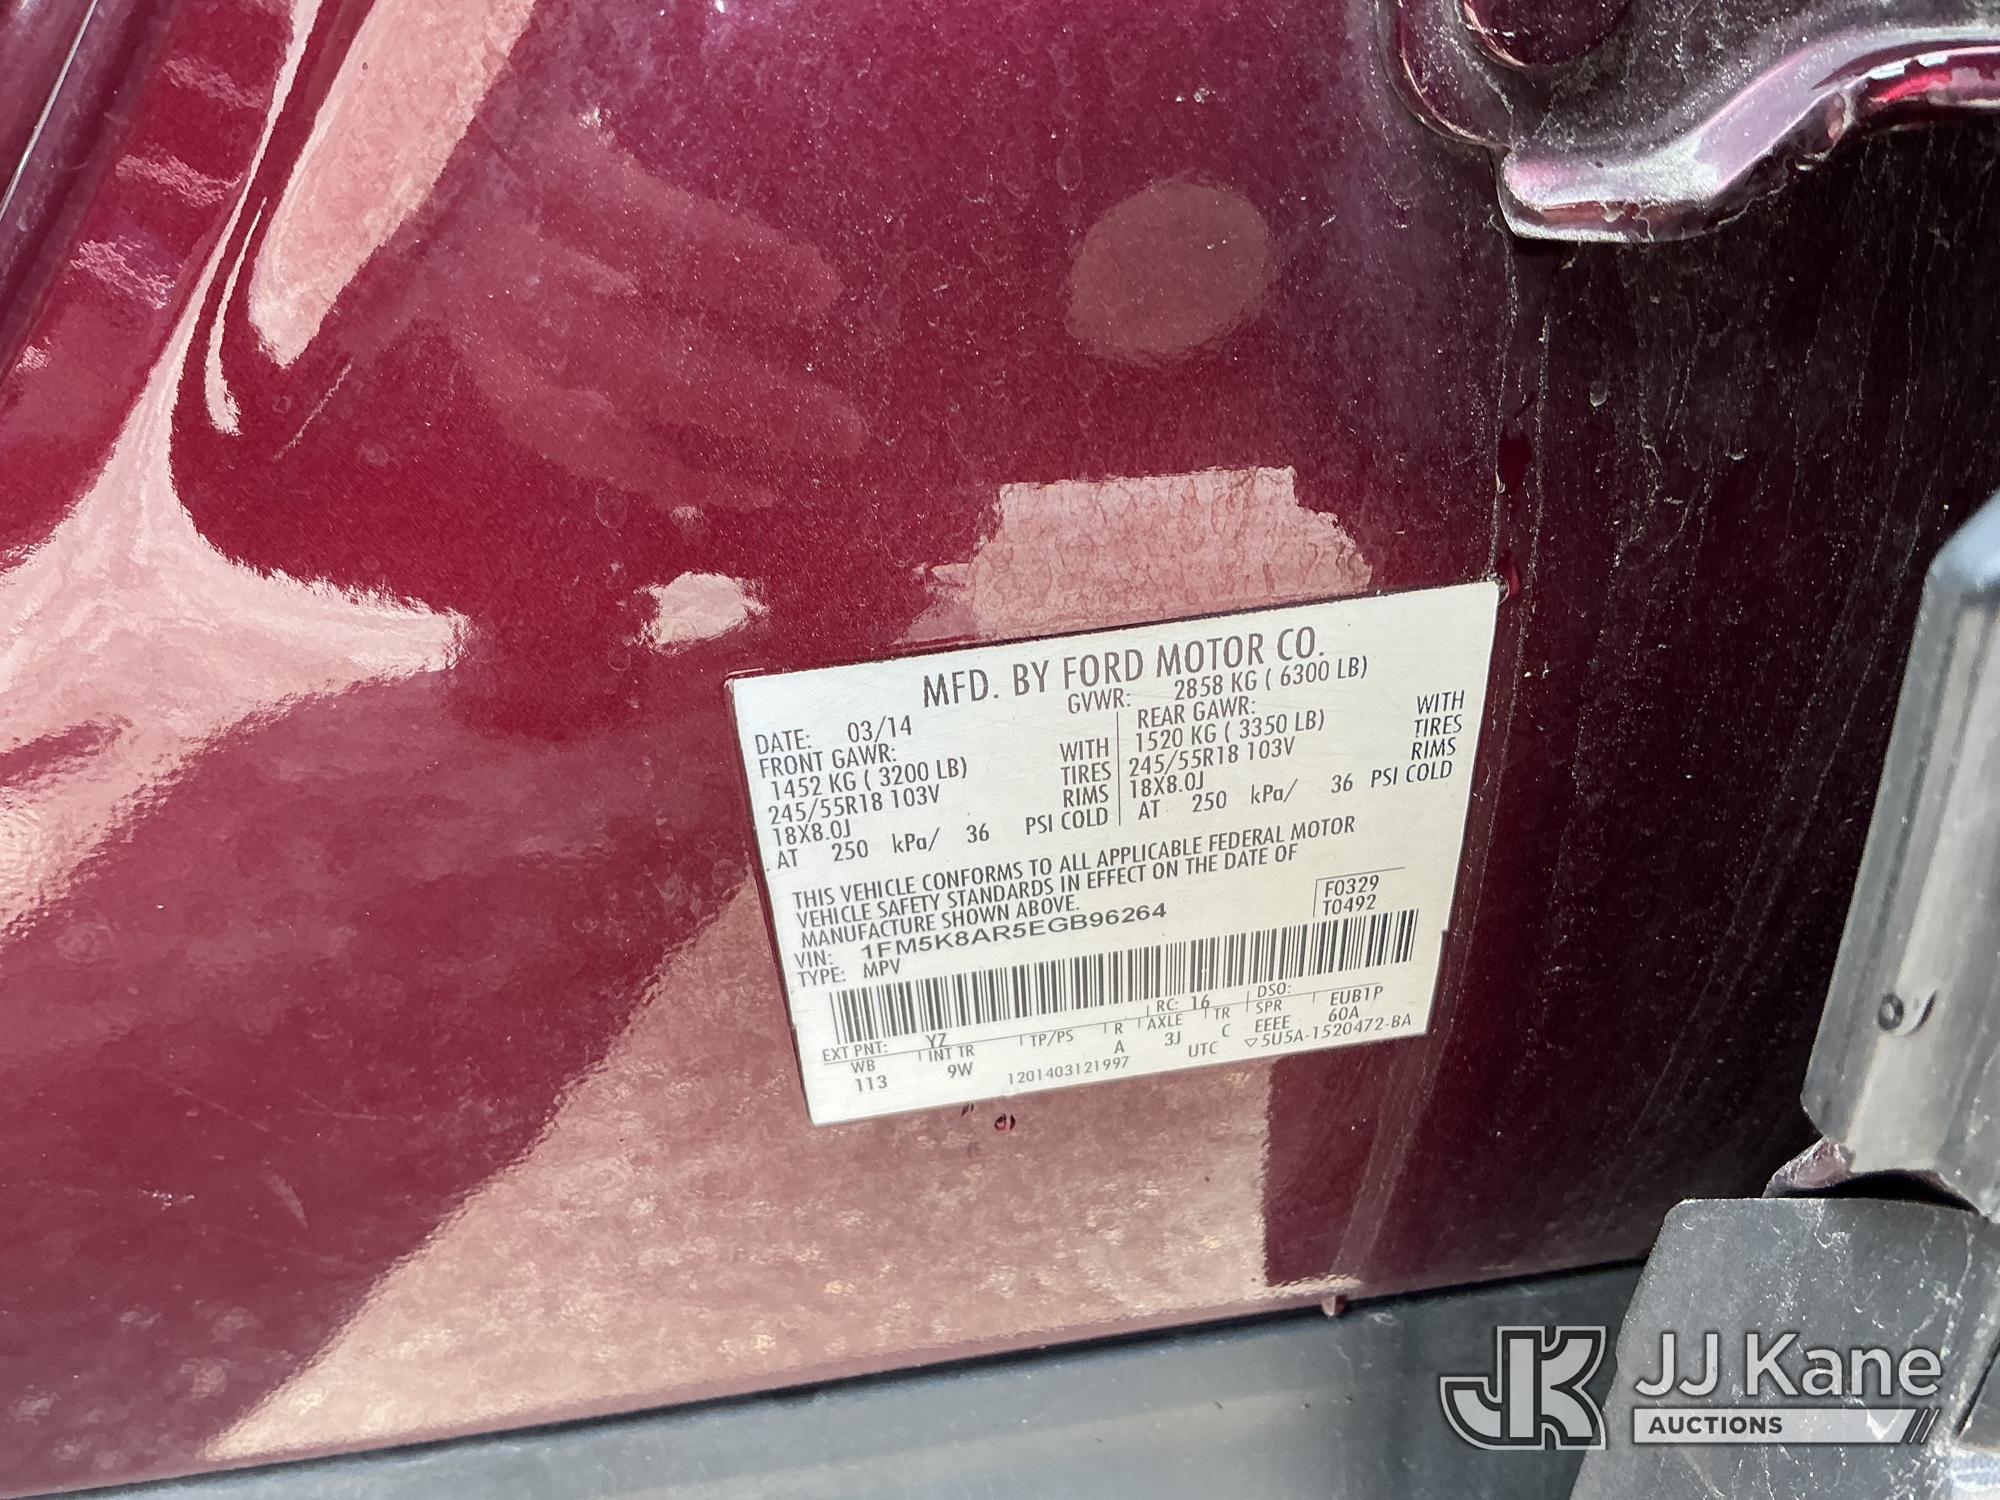 MFD. BY FORD MOTOR CO.
DATE: 03/14 GVWR: 2858 KG ( 6300 LB)
FRONT GAWR:
1452 KG ( 3200 LB) WITH
245/55R18 103V TIRES
18X8.0J RIMS
AT 250 kPa/ 36 PSI COLD
REAR GAWR:
1520 KG ( 3350 LB) WITH
245/55R18 103V TIRES
18X8.0J RIMS
AT 250 kPa/ 36 PSI COLD
THIS VEHICLE CONFORMS TO ALL APPLICABLE FEDERAL MOTOR
VEHICLE SAFETY STANDARDS IN EFFECT ON THE DATE OF
MANUFACTURE SHOWN ABOVE.
F0329
T0492
VIN: 1FM5K8AR5EGB96264
TYPE: MPV
EXT PNT: YZ RC: 16 DSO:
WB INT TR TP/PS R AXLE TR SPR EUB1P
113 9W A 3J C EEEE 60A
1201403121997 UTC ▽5U5A-1520472-BA
JK JJ Kane
AUCTIONS